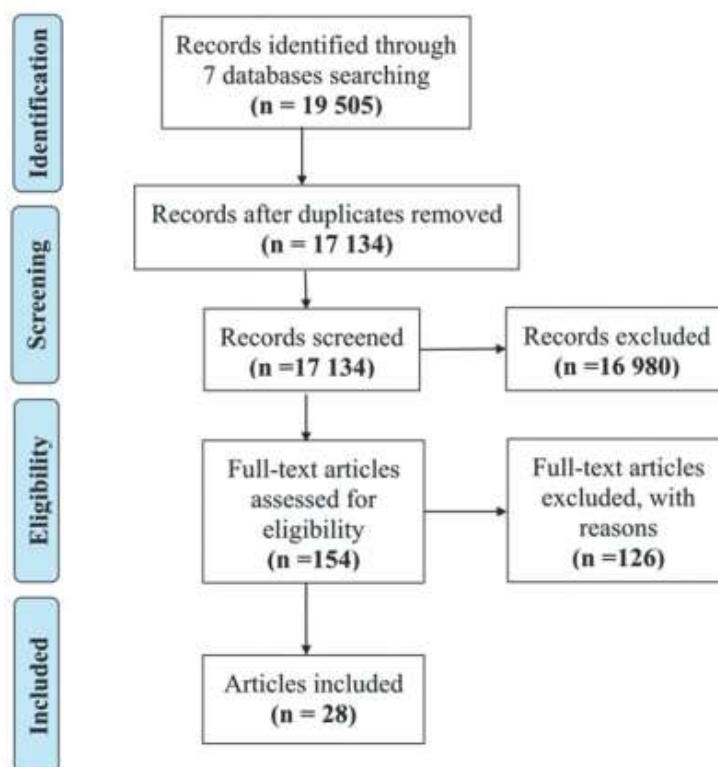 Identification
Records identified through
7 databases searching
(n = 19 505)
Screening
Records after duplicates removed
(n = 17 134)
Records screened
(n =17 134)
Records excluded
(n =16 980)
Eligibility
Full-text articles
assessed for
eligibility
(n =154)
Full-text articles
excluded, with
reasons
(n =126)
Included
Articles included
(n = 28)